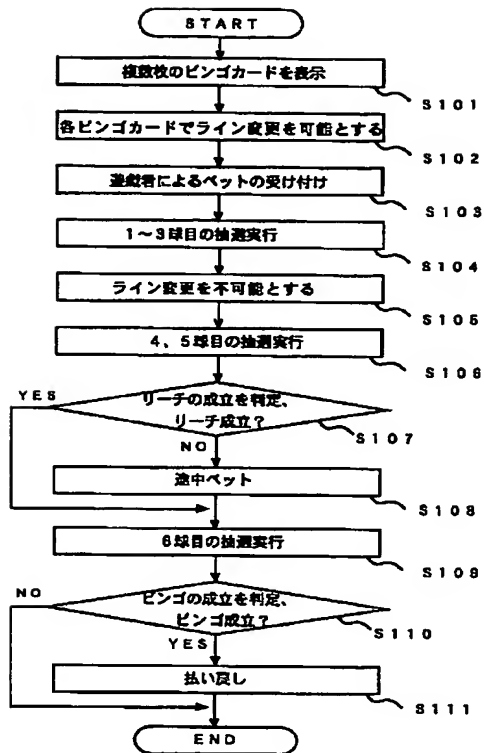 START
複数枚のビンゴカードを表示
S101
各ビンゴカードでライン変更を可能とする
S102
遊戯者によるベットの受け付け
S103
1～3球目の抽選実行
S104
ライン変更を不可能とする
S105
4、5球目の抽選実行
S106
YES
リーチの成立を判定、
リーチ成立？
S107
NO
途中ベット
S108
6球目の抽選実行
S109
NO
ビンゴの成立を判定、
ビンゴ成立？
S110
YES
払い戻し
S111
END